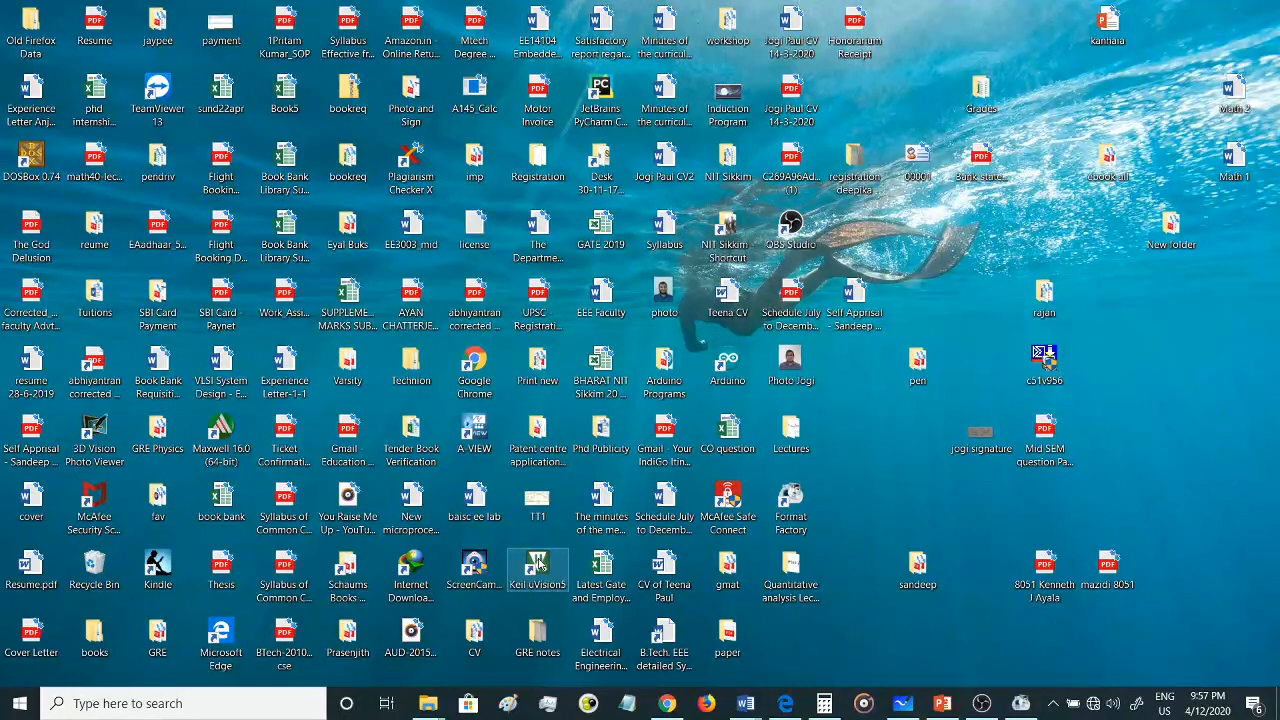 Old Firefox
Data
Resume
jaypee
payment
1Pritam
Kumar_SOP
Syllabus
Effective fr...
Amazon.in -
Online Retu...
Mtech
Degree ...
EE14104
Embedde...
Satisfactory
report regar...
Minutes of
the curricul...
workshop
Jogi Paul CV
14-3-2020
Honorarium
Receipt
kannaia
Experience
Letter Anj...
phd
internshi...
TeamViewer
13
sund22apr
Book5
bookreq
Photo and
Sign
A145_Calc
Motor
Invoice
JetBrains
PyCharm C...
Minutes of
the curricul...
Induction
Program
Jogi Paul CV
14-3-2020
Grades
Math 2
DOSBox 0.74
math40-lec...
pendriv
Flight
Bookin...
Book Bank
Library Su...
bookreq
Plagiarism
Checker X
imp
Registration
Desk
30-11-17...
Jogi Paul CV2
NIT Sikkim
C269A96Ad...
(1)
registration
deepika
00001
Bank state...
ebook all
Math 1
The God
Delusion
reume
EAadhaar_5...
Flight
Booking D...
Book Bank
Library Su...
Eyal Buks
EE3003_mid
license
The
Departme...
GATE 2019
Syllabus
NIT Sikkim
Shortcut
OBS Studio
New folder
Corrected_...
faculty Advt...
Tuitions
SBI Card
Payment
SBI Card -
Paynet
Work_Assi...
SUPPLEME...
MARKS SUB...
AYAN
CHATTERJE...
abhiyantran
corrected ...
UPSC -
Registrati...
EEE Faculty
photo
Teena CV
Schedule July
to Decemb...
Self Apprisal
- Sandeep ...
rajan
resume
28-6-2019
abhiyantran
corrected ...
Book Bank
Requisiti...
VLSI System
Design - E...
Experience
Letter-1-1
Varsity
Technion
Google
Chrome
Print new
BHARAT NIT
Sikkim 20 ...
Arduino
Programs
Arduino
Photo Jogi
pen
c51v956
Self Apprisal
- Sandeep ...
3D Vision
Photo Viewer
GRE Physics
Maxwell 16.0
(64-bit)
Ticket
Confirmati...
Gmail -
Education ...
Tender Book
Verification
A-VIEW
Patent centre
application...
Phd Publicity
Gmail - Your
IndiGo Itin...
CO question
Lectures
jogi signature
Mid SEM
question Pa...
cover
McAfee
Security Sc...
fav
book bank
Syllabus of
Common C...
You Raise Me
Up - YouTu...
New
microproce...
baisc ee lab
TT1
The minutes
of the me...
Schedule July
to Decemb...
McAfee Safe
Connect
Format
Factory
Resume.pdf
Recycle Bin
Kindle
Thesis
Syllabus of
Common C...
Schaums
Books ...
Internet
Downloa...
ScreenCam...
Keil uVision5
Latest Gate
and Employ...
CV of Teena
Paul
gmat
Quantitative
analysis Lec...
sandeep
8051 Kenneth
J Ayala
mazidi 8051
Cover Letter
books
GRE
Microsoft
Edge
BTech-2010...
cse
Prasenjith
AUD-2015...
CV
GRE notes
Electrical
Engineerin...
B.Tech. EEE
detailed Sy...
paper
Type here to search
ENG
US
9:57 PM
4/12/2020
6